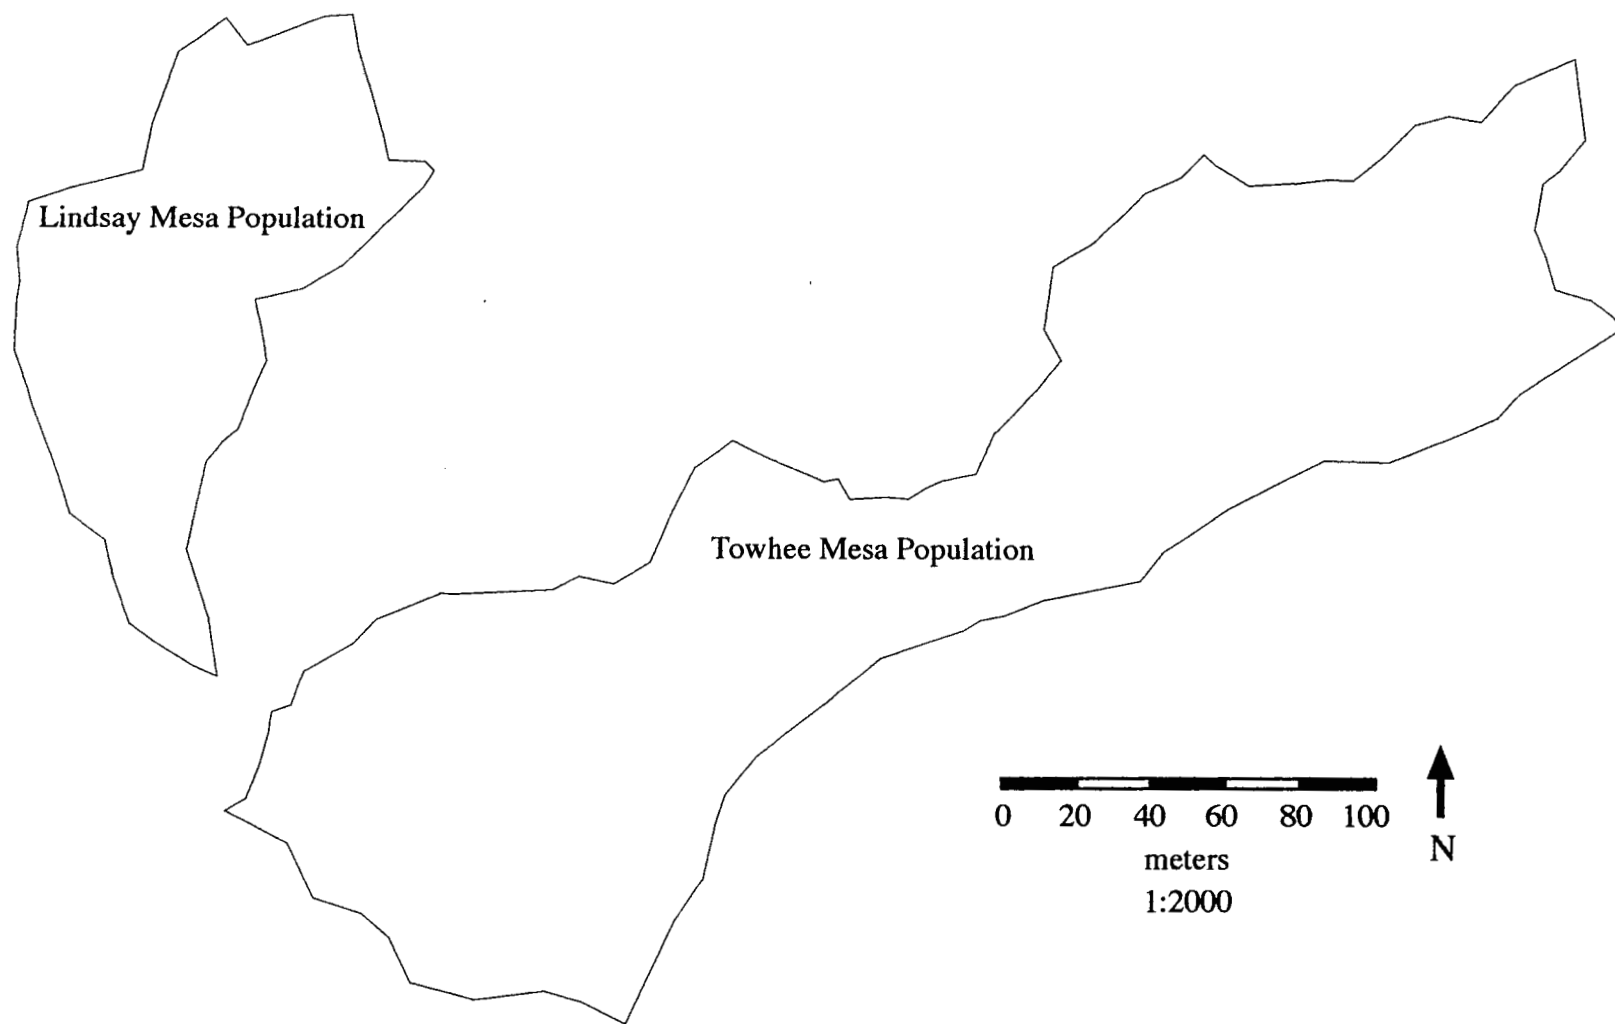 Lindsay Mesa Population
Towhee Mesa Population
0 20 40 60 80 100
meters
1:2000
N